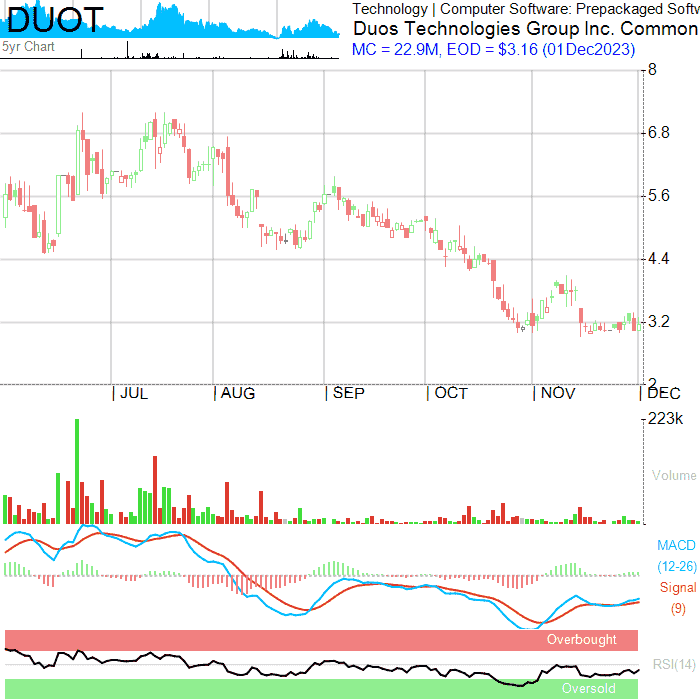 DUOT
5yr Chart
Technology | Computer Software: Prepackaged Softw
Duos Technologies Group Inc. Common
MC = 22.9M, EOD = $3.16 (01Dec2023)
8
6.8
5.6
4.4
3.2
2
JUL
AUG
SEP
OCT
NOV
DEC
223k
Volume
MACD
(12-26)
Signal
(9)
Overbought
RSI(14)
Oversold